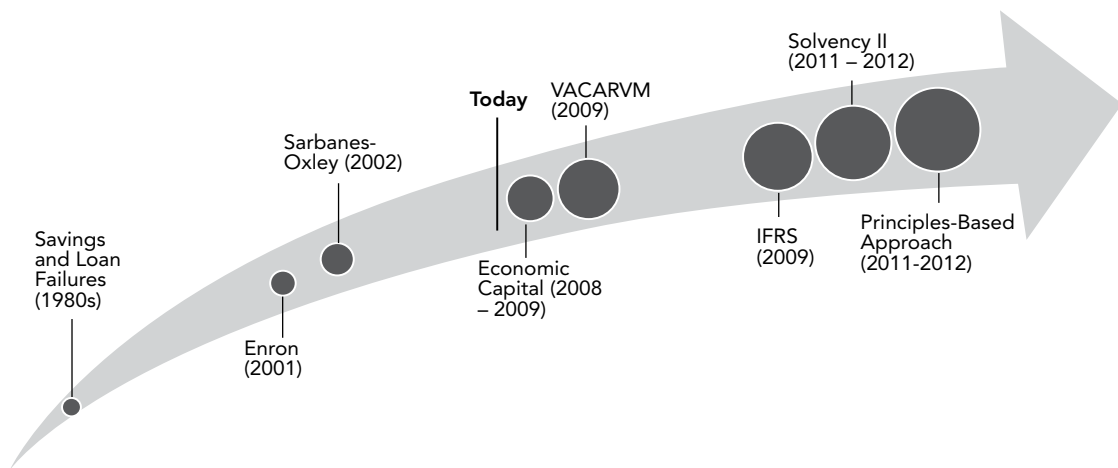 Savings
and Loan
Failures
(1980s)
Enron
(2001)
Sarbanes-
Oxley (2002)
Today
Economic
Capital (2008
– 2009)
VACARVM
(2009)
IFRS
(2009)
Solvency II
(2011 – 2012)
Principles-Based
Approach
(2011-2012)